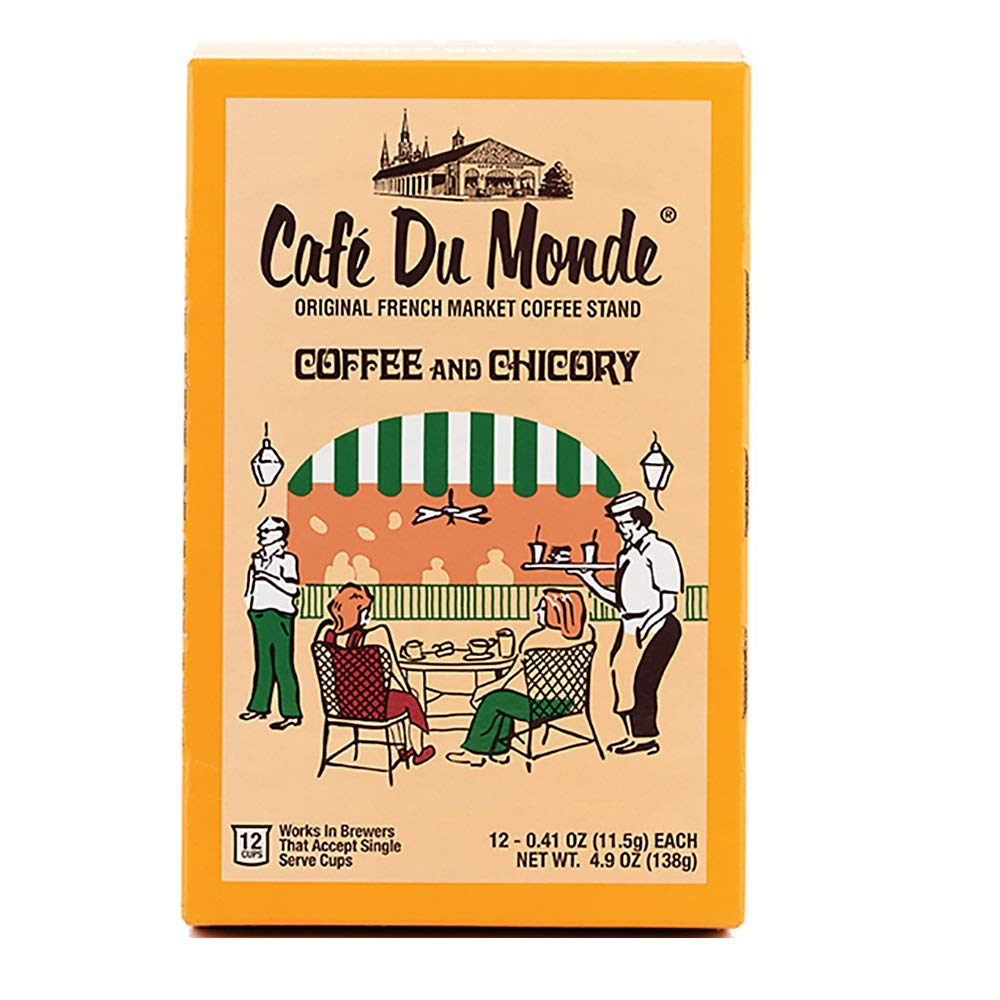 Café Du Monde®
ORIGINAL FRENCH MARKET COFFEE STAND
COFFEE AND CHICORY
12
CUPS
Works In Brewers
That Accept Single
Serve Cups
12 - 0.41 OZ (11.5g) EACH
NET WT. 4.9 OZ (138g)